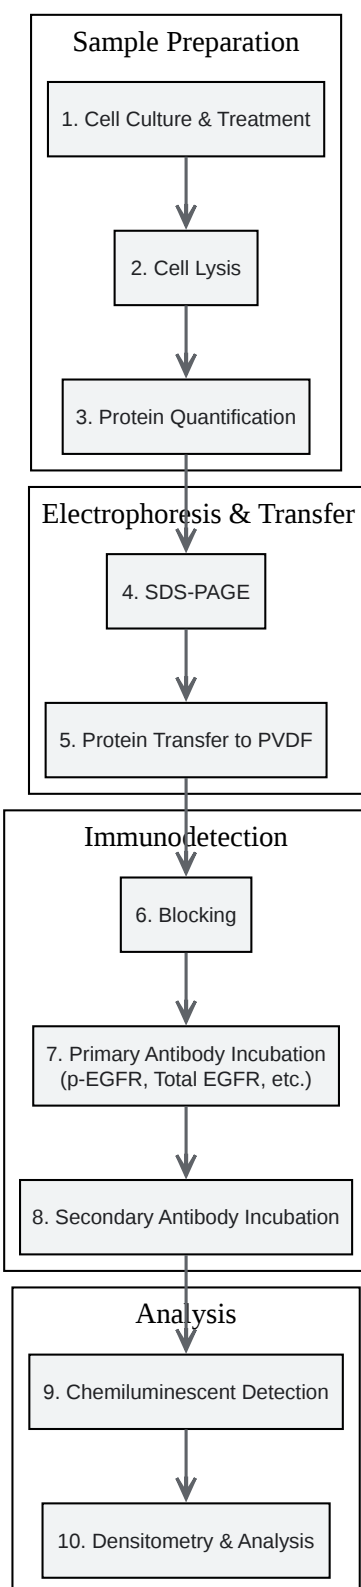 Sample Preparation
1. Cell Culture & Treatment
2. Cell Lysis
3. Protein Quantification
Electrophoresis & Transfer
4. SDS-PAGE
5. Protein Transfer to PVDF
Immunodetection
6. Blocking
7. Primary Antibody Incubation
(p-EGFR, Total EGFR, etc.)
8. Secondary Antibody Incubation
Analysis
9. Chemiluminescent Detection
10. Densitometry & Analysis